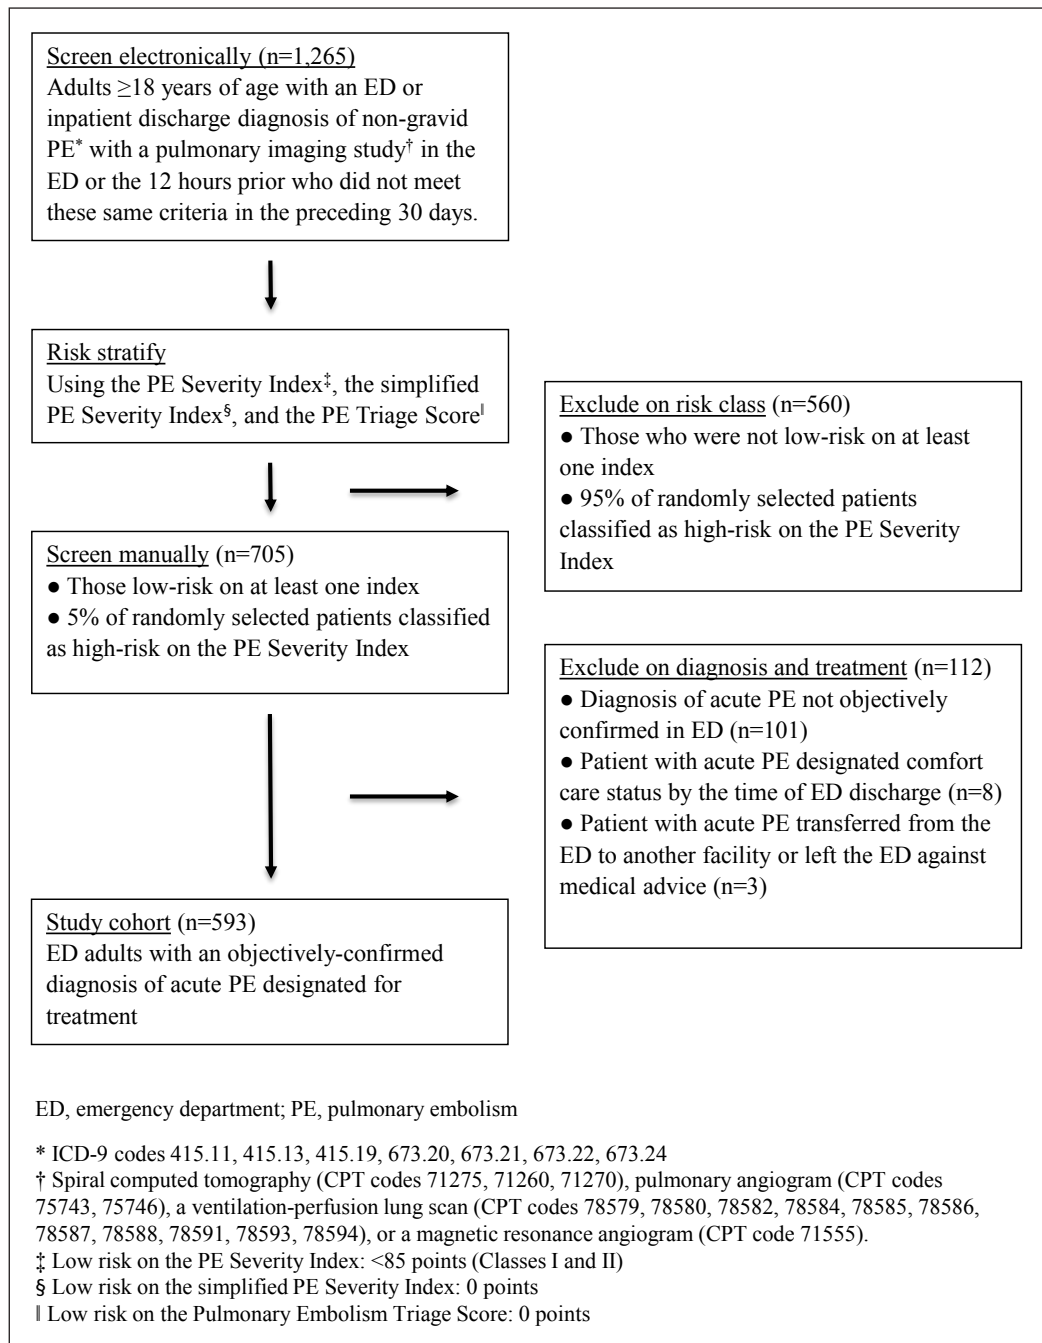 Screen electronically (n=1,265)
Adults ≥18 years of age with an ED or
inpatient discharge diagnosis of non-gravid
PE* with a pulmonary imaging study† in the
ED or the 12 hours prior who did not meet
these same criteria in the preceding 30 days.
Risk stratify
Using the PE Severity Index‡, the simplified
PE Severity Index§, and the PE Triage Score‖
Exclude on risk class (n=560)
● Those who were not low-risk on at least
one index
● 95% of randomly selected patients
classified as high-risk on the PE Severity
Index
Screen manually (n=705)
● Those low-risk on at least one index
● 5% of randomly selected patients classified
as high-risk on the PE Severity Index
Exclude on diagnosis and treatment (n=112)
● Diagnosis of acute PE not objectively
confirmed in ED (n=101)
● Patient with acute PE designated comfort
care status by the time of ED discharge (n=8)
● Patient with acute PE transferred from the
ED to another facility or left the ED against
medical advice (n=3)
Study cohort (n=593)
ED adults with an objectively-confirmed
diagnosis of acute PE designated for
treatment
ED, emergency department; PE, pulmonary embolism
* ICD-9 codes 415.11, 415.13, 415.19, 673.20, 673.21, 673.22, 673.24
† Spiral computed tomography (CPT codes 71275, 71260, 71270), pulmonary angiogram (CPT codes
75743, 75746), a ventilation-perfusion lung scan (CPT codes 78579, 78580, 78582, 78584, 78585, 78586,
78587, 78588, 78591, 78593, 78594), or a magnetic resonance angiogram (CPT code 71555).
‡ Low risk on the PE Severity Index: <85 points (Classes I and II)
§ Low risk on the simplified PE Severity Index: 0 points
‖ Low risk on the Pulmonary Embolism Triage Score: 0 points